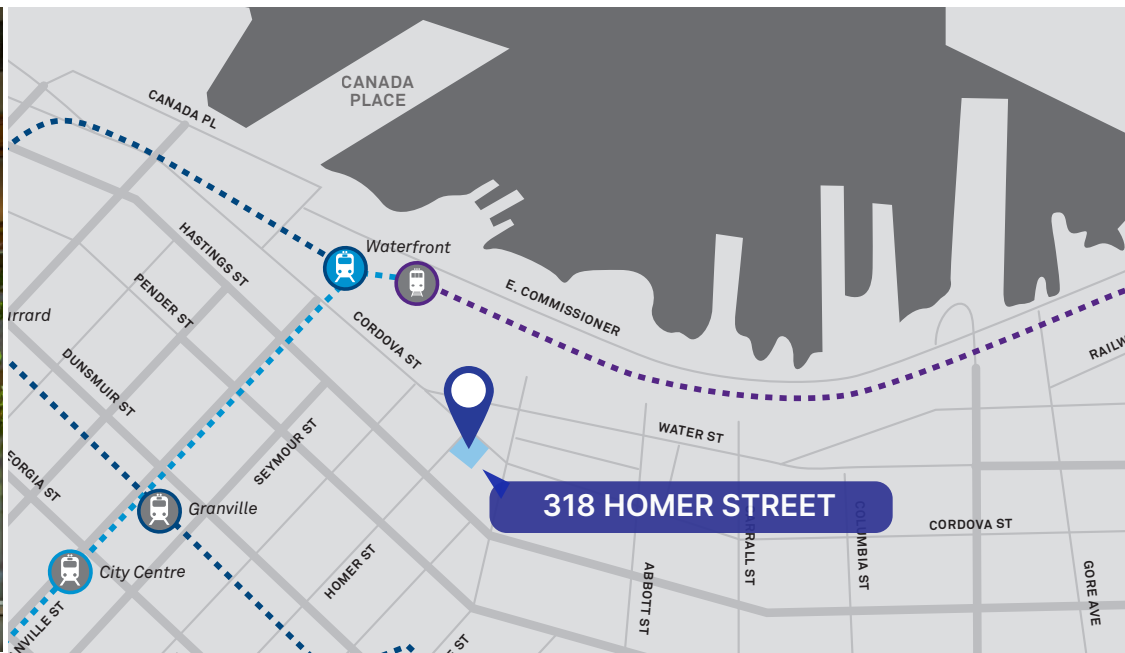 CANADA
PLACE
CANADA PL
Waterfront
HASTINGS ST
PENDER ST
E. COMMISSIONER
urrard
CORDOVA ST
DUNSMUIR ST
RAILW
WATER ST
SEYMOUR ST
EORGIA ST
318 HOMER STREET
Granville
CORDOVA ST
ARRALL ST
COLUMBIA ST
City Centre
HOMER ST
ABBOTT ST
GORE AVE
NVILLE ST
E ST